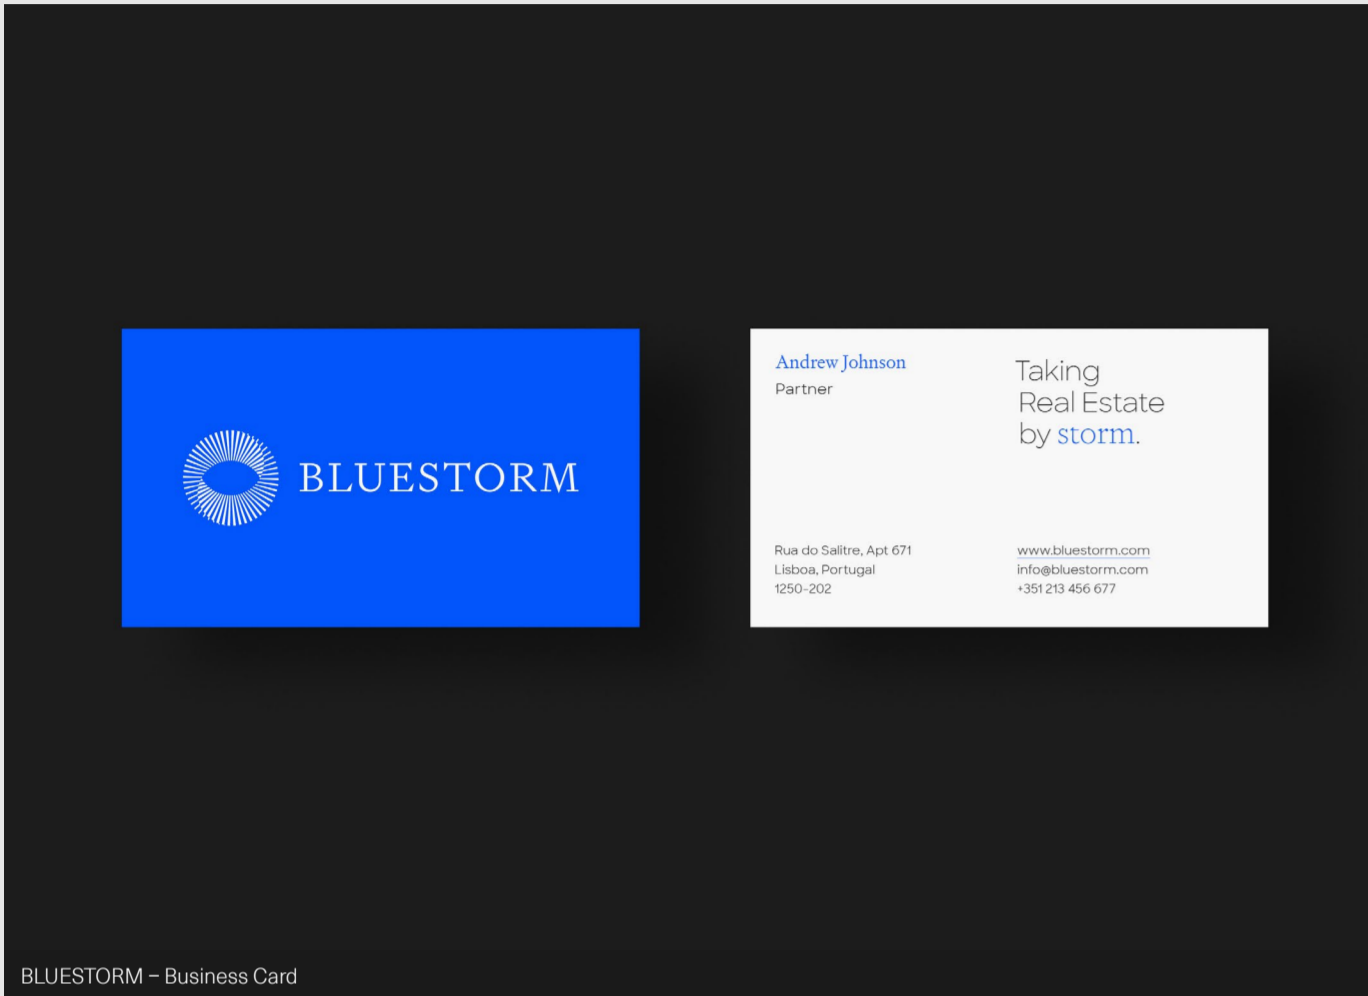 BLUESTORM
Andrew Johnson
Partner
Taking
Real Estate
by storm.
Rua do Salitre, Apt 671
Lisboa, Portugal
1250-202
www.bluestorm.com
info@bluestorm.com
+351 213 456 677
BLUESTORM – Business Card